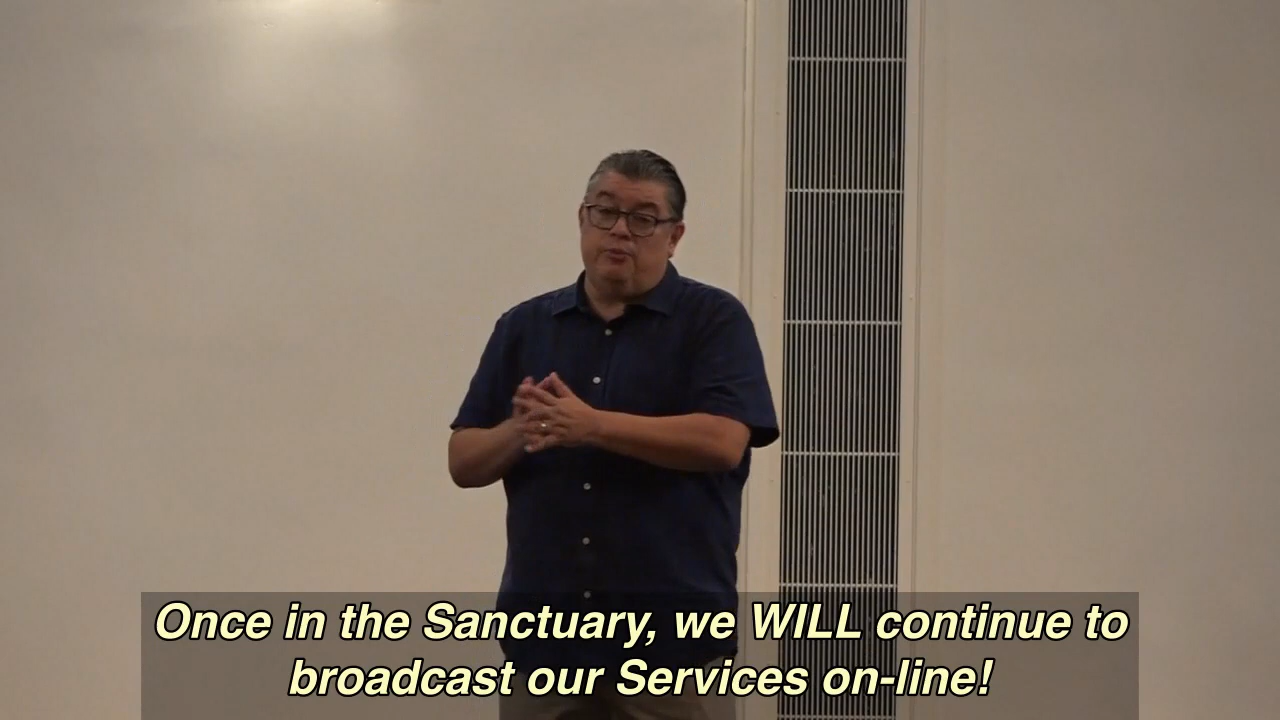 Once in the Sanctuary, we WILL continue to
broadcast our Services on-line!